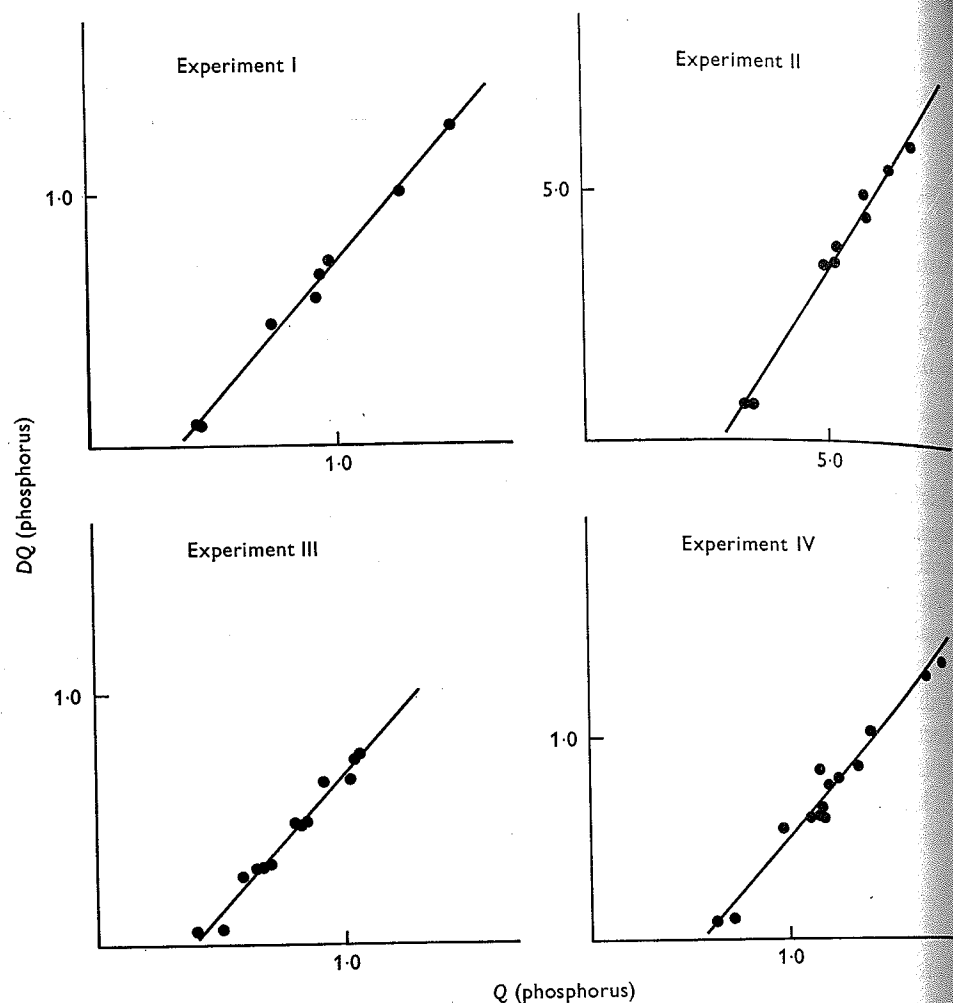 Experiment I
1·0
1·0
Experiment II
5·0
5·0
DQ (phosphorus)
Experiment III
1·0
1·0
Experiment IV
1·0
1·0
Q (phosphorus)